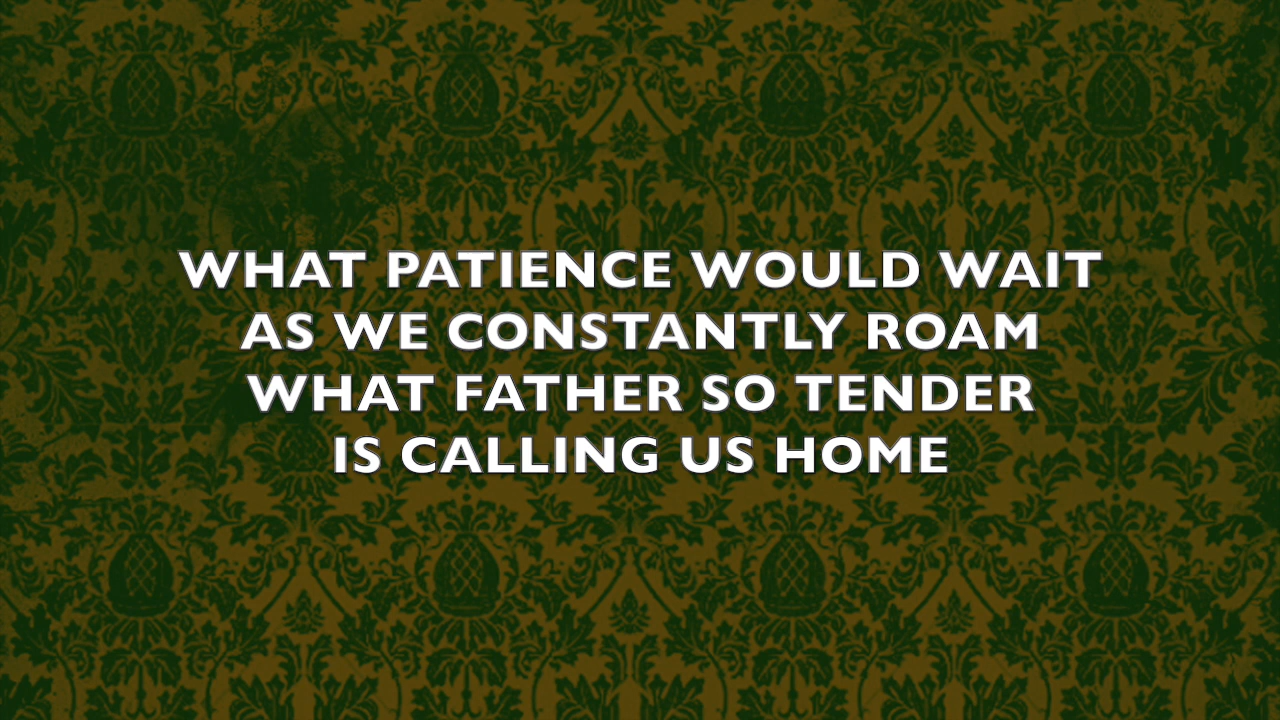 WHAT PATIENCE WOULD WAIT
AS WE CONSTANTLY ROAM
WHAT FATHER SO TENDER
IS CALLING US HOME